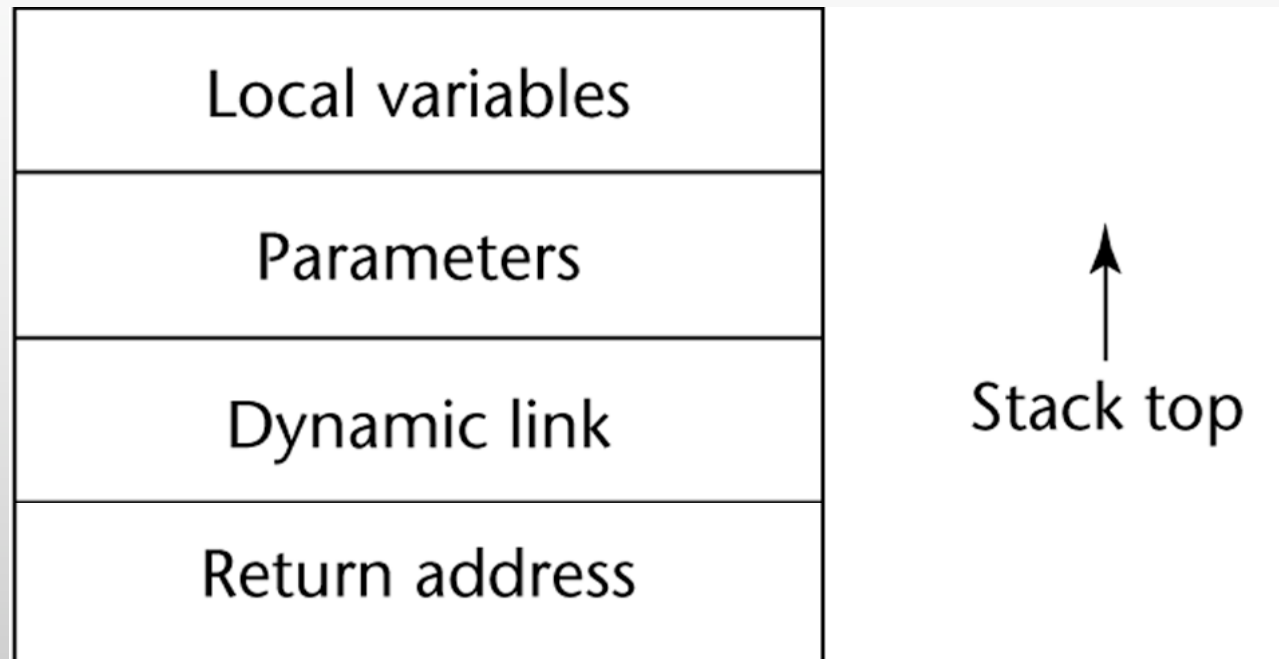 Local variables
Parameters
Dynamic link
Stack top
Return address